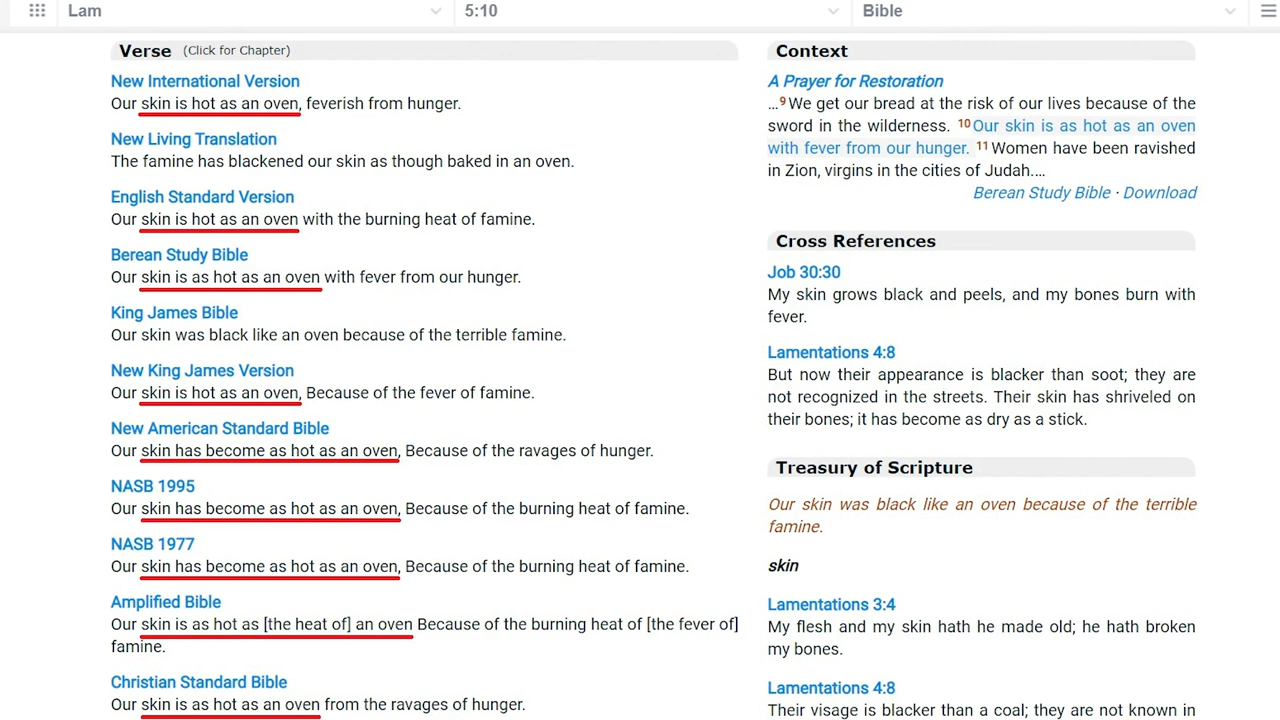 Lam
5:10
Bible
Verse (Click for Chapter)
New International Version
Our skin is hot as an oven, feverish from hunger.
New Living Translation
The famine has blackened our skin as though baked in an oven.
English Standard Version
Our skin is hot as an oven with the burning heat of famine.
Berean Study Bible
Our skin is as hot as an oven with fever from our hunger.
King James Bible
Our skin was black like an oven because of the terrible famine.
New King James Version
Our skin is hot as an oven, Because of the fever of famine.
New American Standard Bible
Our skin has become as hot as an oven, Because of the ravages of hunger.
NASB 1995
Our skin has become as hot as an oven, Because of the burning heat of famine.
NASB 1977
Our skin has become as hot as an oven, Because of the burning heat of famine.
Amplified Bible
Our skin is as hot as [the heat of] an oven Because of the burning heat of [the fever of]
famine.
Christian Standard Bible
Our skin is as hot as an oven from the ravages of hunger.
Context
A Prayer for Restoration
…9We get our bread at the risk of our lives because of the
sword in the wilderness. 10Our skin is as hot as an oven
with fever from our hunger. 11Women have been ravished
in Zion, virgins in the cities of Judah.…
Berean Study Bible · Download
Cross References
Job 30:30
My skin grows black and peels, and my bones burn with
fever.
Lamentations 4:8
But now their appearance is blacker than soot; they are
not recognized in the streets. Their skin has shriveled on
their bones; it has become as dry as a stick.
Treasury of Scripture
Our skin was black like an oven because of the terrible
famine.
skin
Lamentations 3:4
My flesh and my skin hath he made old; he hath broken
my bones.
Lamentations 4:8
Their visage is blacker than a coal; they are not known in